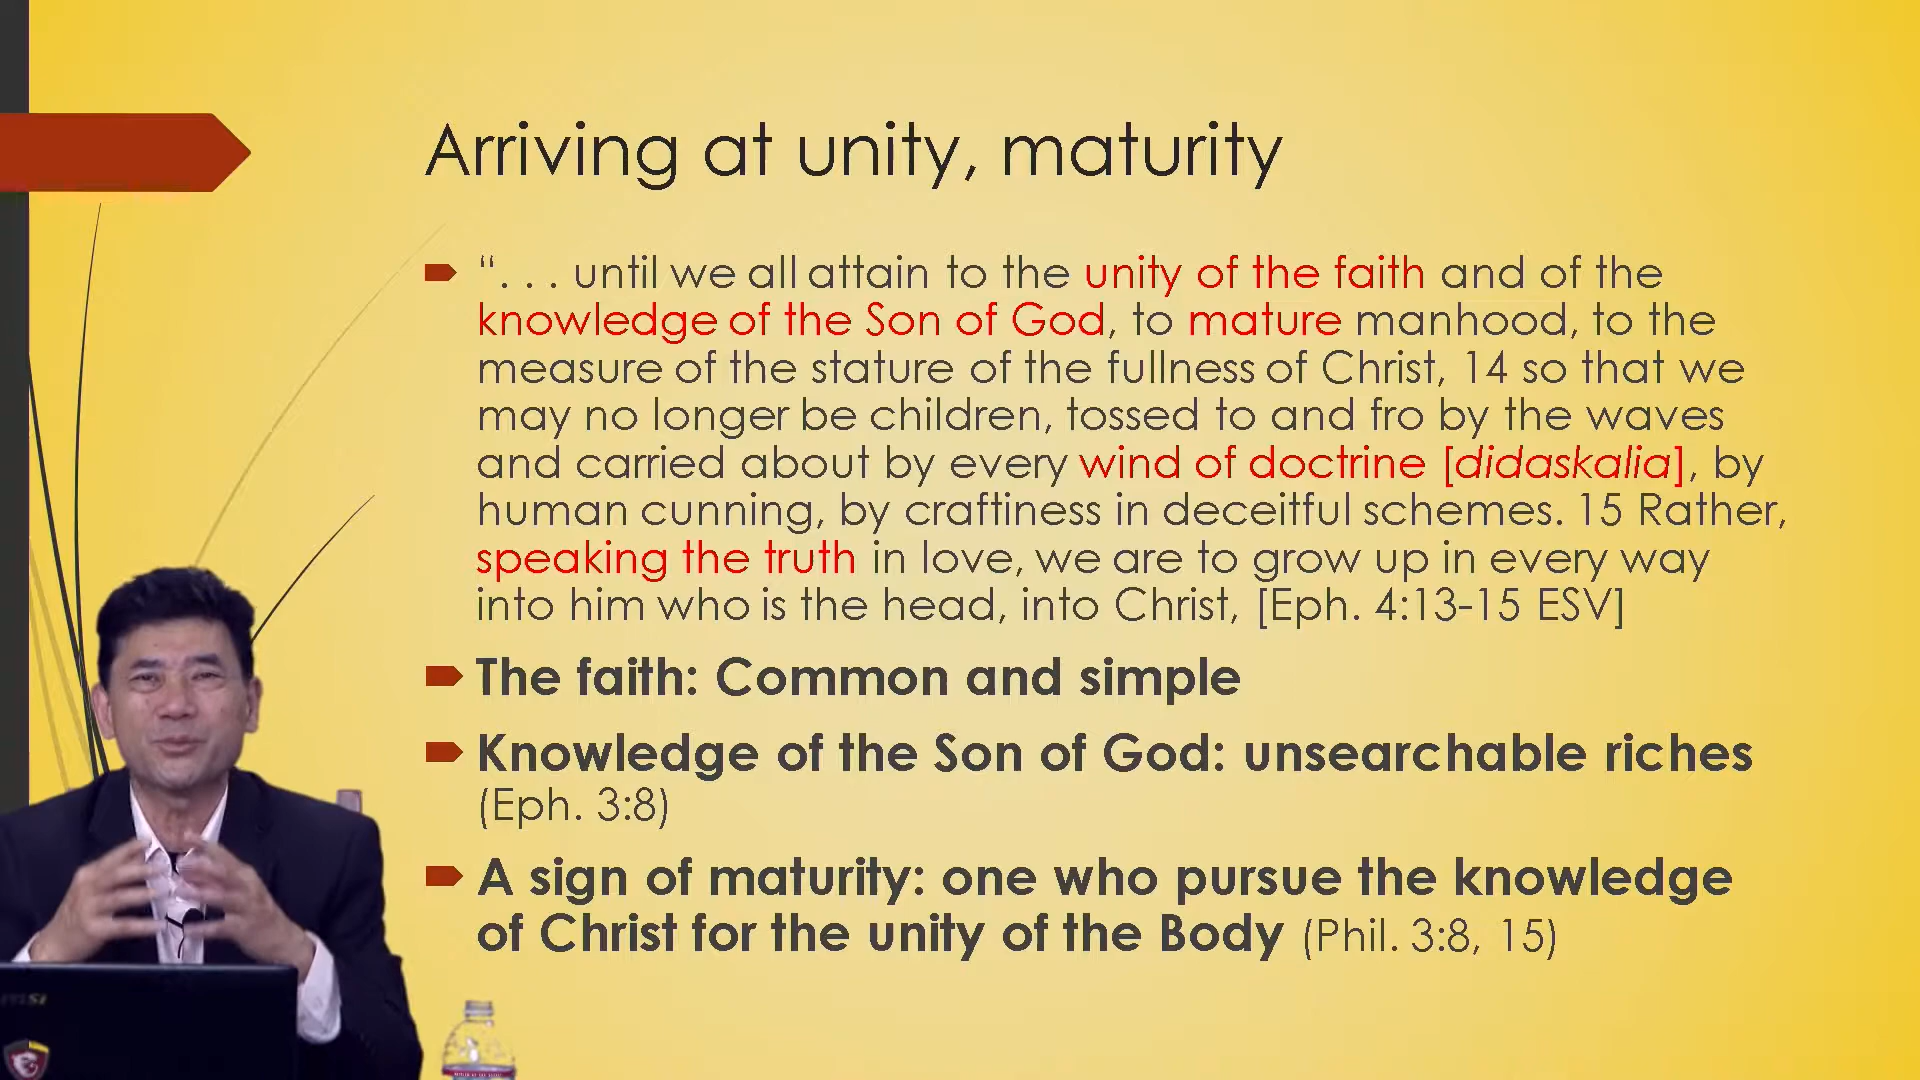 Arriving at unity, maturity
“. . . until we all attain to the unity of the faith and of the
knowledge of the Son of God, to mature manhood, to the
measure of the stature of the fullness of Christ, 14 so that we
may no longer be children, tossed to and fro by the waves
and carried about by every wind of doctrine [didaskalia], by
human cunning, by craftiness in deceitful schemes. 15 Rather,
speaking the truth in love, we are to grow up in every way
into him who is the head, into Christ, [Eph. 4:13-15 ESV]
The faith: Common and simple
Knowledge of the Son of God: unsearchable riches
(Eph. 3:8)
A sign of maturity: one who pursue the knowledge
of Christ for the unity of the Body (Phil. 3:8, 15)
msi